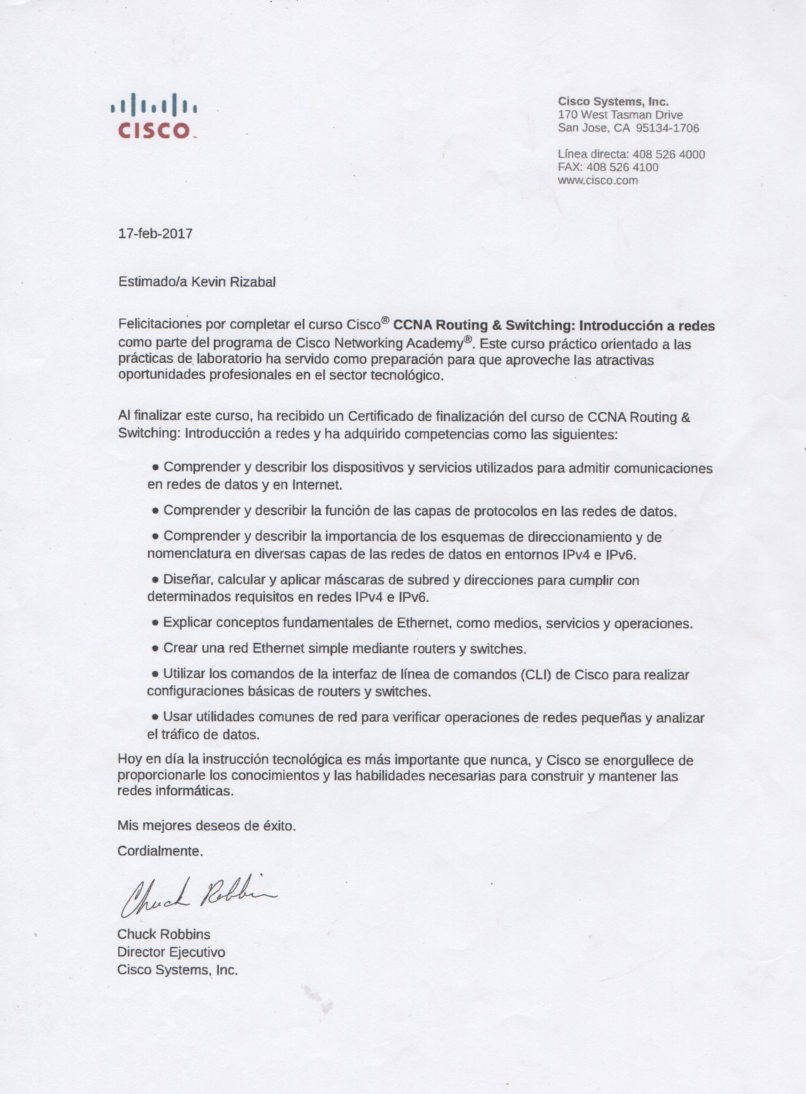 CISCO
Cisco Systems, Inc.
170 West Tasman Drive
San Jose, CA 95134-1706
Línea directa: 408 526 4000
FAX: 408 526 4100
www.cisco.com
17-feb-2017
Estimado/a Kevin Rizabal
Felicitaciones por completar el curso Cisco® CCNA Routing & Switching: Introducción a redes
como parte del programa de Cisco Networking Academy®. Este curso práctico orientado a las
prácticas de laboratorio ha servido como preparación para que aproveche las atractivas
oportunidades profesionales en el sector tecnológico.
Al finalizar este curso, ha recibido un Certificado de finalización del curso de CCNA Routing &
Switching: Introducción a redes y ha adquirido competencias como las siguientes:
● Comprender y describir los dispositivos y servicios utilizados para admitir comunicaciones
en redes de datos y en Internet.
● Comprender y describir la función de las capas de protocolos en las redes de datos.
● Comprender y describir la importancia de los esquemas de direccionamiento y de
nomenclatura en diversas capas de las redes de datos en entornos IPv4 e IPv6.
● Diseñar, calcular y aplicar máscaras de subred y direcciones para cumplir con
determinados requisitos en redes IPv4 e IPv6.
● Explicar conceptos fundamentales de Ethernet, como medios, servicios y operaciones.
● Crear una red Ethernet simple mediante routers y switches.
● Utilizar los comandos de la interfaz de línea de comandos (CLI) de Cisco para realizar
configuraciones básicas de routers y switches.
● Usar utilidades comunes de red para verificar operaciones de redes pequeñas y analizar
el tráfico de datos.
Hoy en día la instrucción tecnológica es más importante que nunca, y Cisco se enorgullece de
proporcionarle los conocimientos y las habilidades necesarias para construir y mantener las
redes informáticas.
Mis mejores deseos de éxito.
Cordialmente.
Chuck Robbin
Chuck Robbins
Director Ejecutivo
Cisco Systems, Inc.